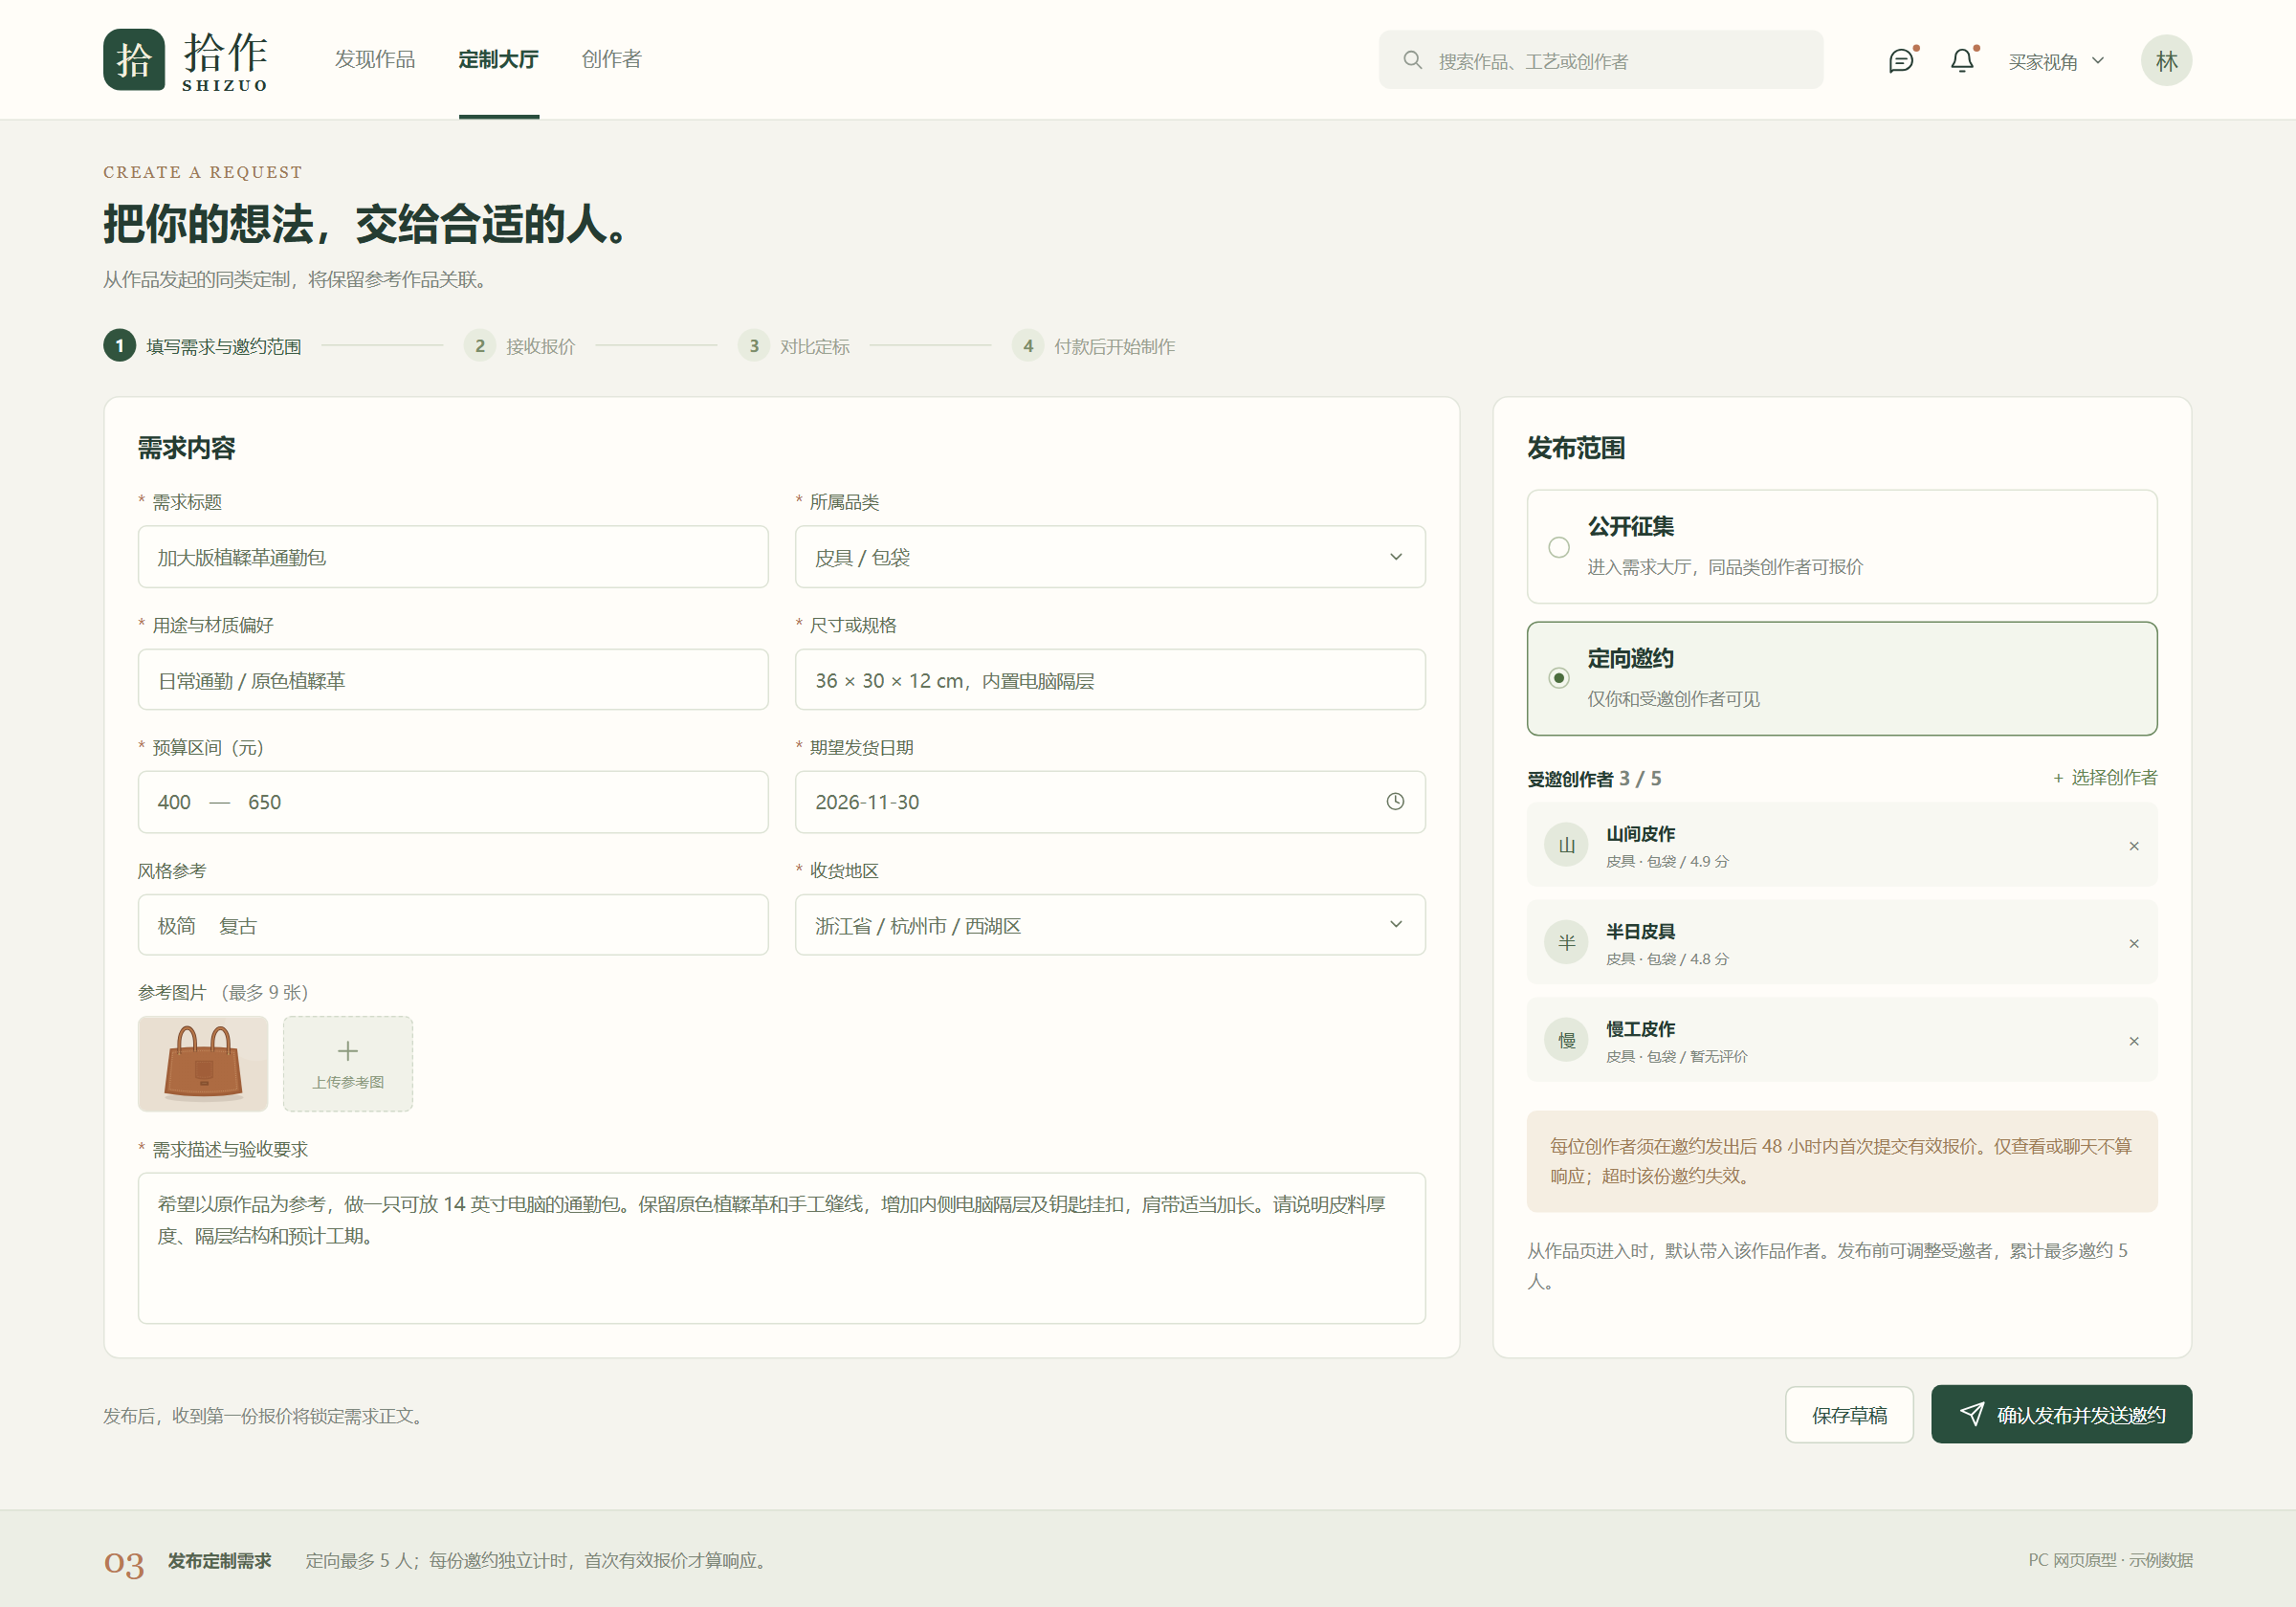 拾 拾作 SHIZUO
发现作品 定制大厅 创作者
搜索作品、工艺或创作者
买家视角
林
CREATE A REQUEST
把你的想法，交给合适的人。
从作品发起的同类定制，将保留参考作品关联。
1 填写需求与邀约范围
2 接收报价
3 对比定标
4 付款后开始制作
需求内容
* 需求标题
加大版植鞣革通勤包
* 所属品类
皮具 / 包袋
* 用途与材质偏好
日常通勤 / 原色植鞣革
* 尺寸或规格
36 × 30 × 12 cm，内置电脑隔层
* 预算区间（元）
400 — 650
* 期望发货日期
2026-11-30
风格参考
极简 复古
* 收货地区
浙江省 / 杭州市 / 西湖区
参考图片 （最多 9 张）
上传参考图
* 需求描述与验收要求
希望以原作品为参考，做一只可放 14 英寸电脑的通勤包。保留原色植鞣革和手工缝线，增加内侧电脑隔层及钥匙挂扣，肩带适当加长。请说明皮料厚
度、隔层结构和预计工期。
发布范围
公开征集
进入需求大厅，同品类创作者可报价
定向邀约
仅你和受邀创作者可见
受邀创作者 3 / 5
+ 选择创作者
山
山间皮作
皮具 · 包袋 / 4.9 分
×
半
半日皮具
皮具 · 包袋 / 4.8 分
×
慢
慢工皮作
皮具 · 包袋 / 暂无评价
×
每位创作者须在邀约发出后 48 小时内首次提交有效报价。仅查看或聊天不算
响应；超时该份邀约失效。
从作品页进入时，默认带入该作品作者。发布前可调整受邀者，累计最多邀约 5
人。
发布后，收到第一份报价将锁定需求正文。
保存草稿
确认发布并发送邀约
03 发布定制需求 定向最多 5 人；每份邀约独立计时，首次有效报价才算响应。
PC 网页原型 · 示例数据